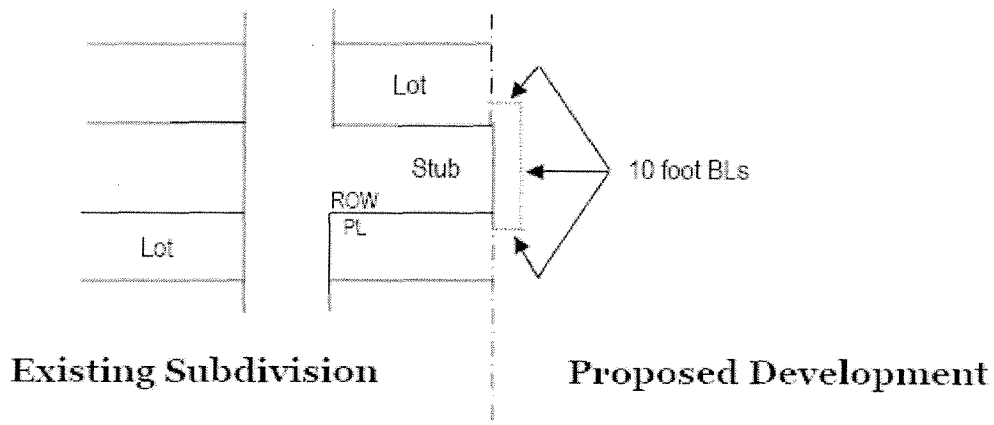 Lot
Stub
10 foot BLs
ROW
PL
Lot
Existing Subdivision
Proposed Development